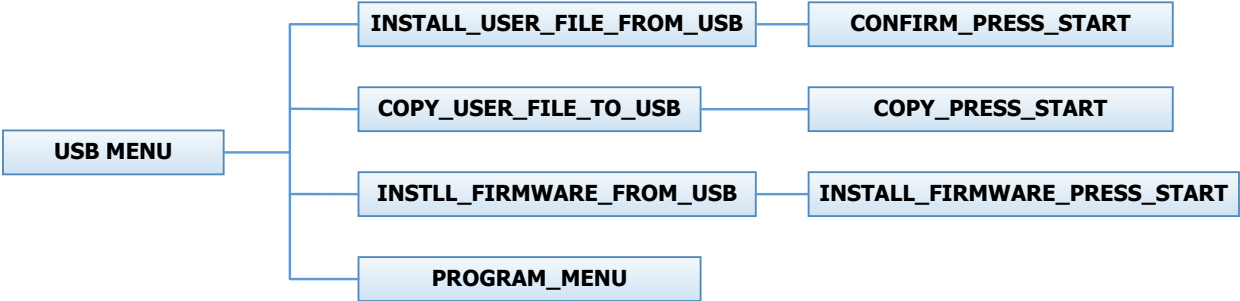 INSTALL_USER_FILE_FROM_USB
CONFIRM_PRESS_START
COPY_USER_FILE_TO_USB
COPY_PRESS_START
USB MENU
INSTLL_FIRMWARE_FROM_USB
INSTALL_FIRMWARE_PRESS_START
PROGRAM_MENU